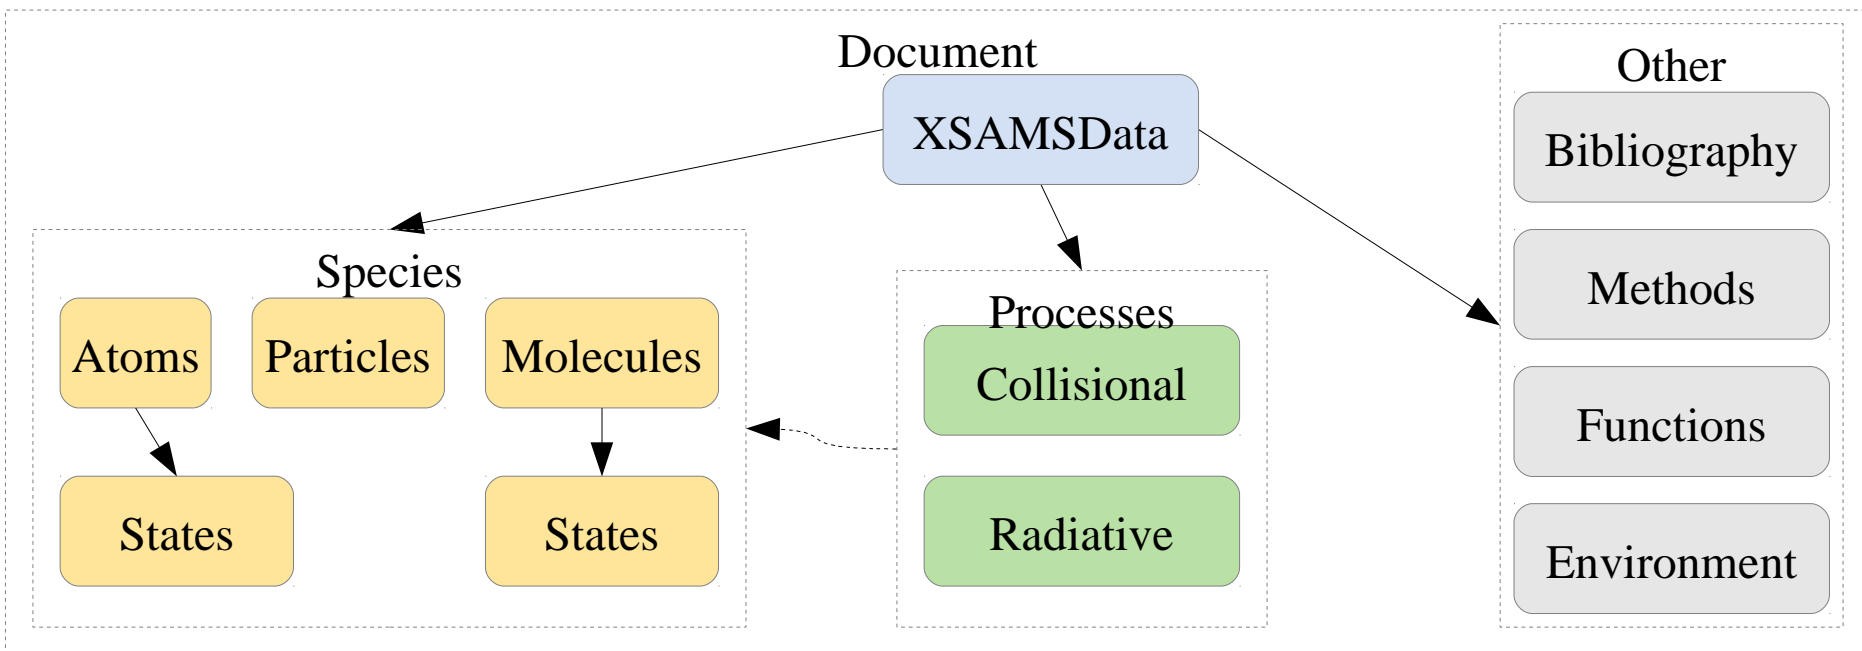 Document
XSAMSData
Species
Atoms
Particles
Molecules
States
States
Processes
Collisional
Radiative
Other
Bibliography
Methods
Functions
Environment